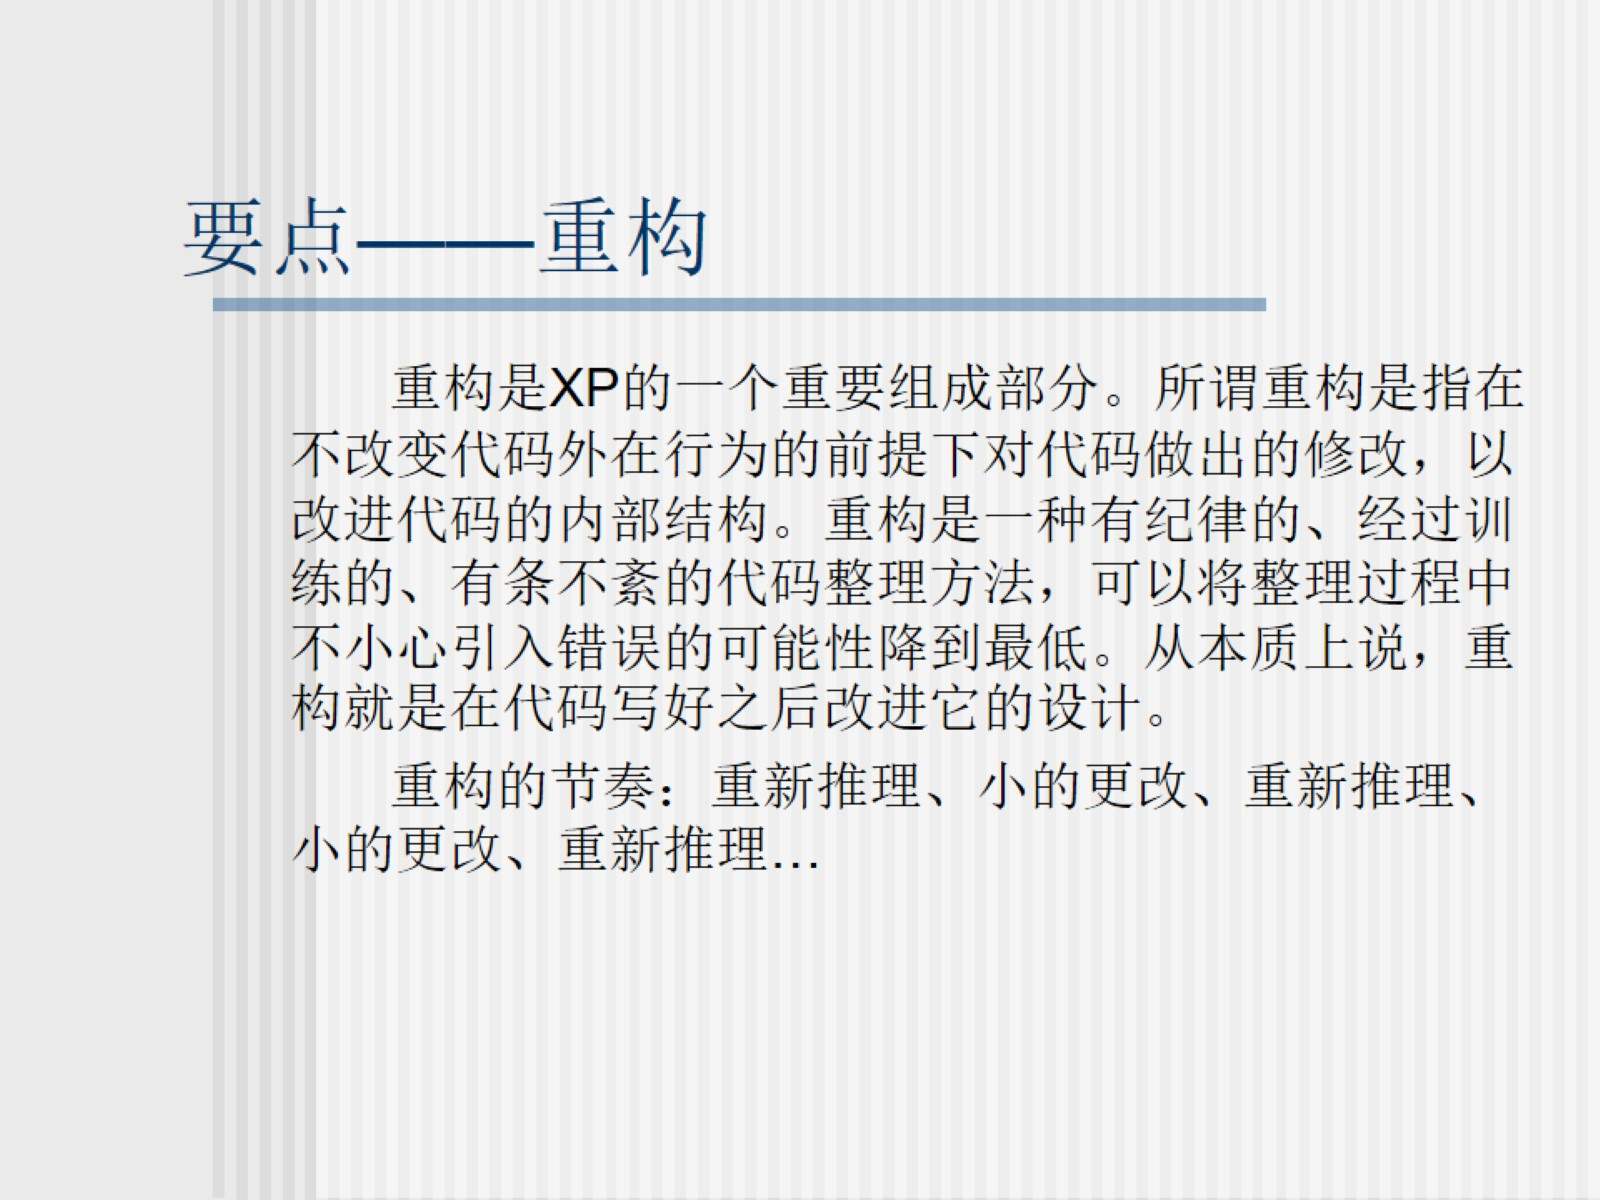 要点——重构
重构是XP的一个重要组成部分。所谓重构是指在
不改变代码外在行为的前提下对代码做出的修改，以
改进代码的内部结构。重构是一种有纪律的、经过训
练的、有条不紊的代码整理方法，可以将整理过程中
不小心引入错误的可能性降到最低。从本质上说，重
构就是在代码写好之后改进它的设计。
重构的节奏：重新推理、小的更改、重新推理、
小的更改、重新推理…